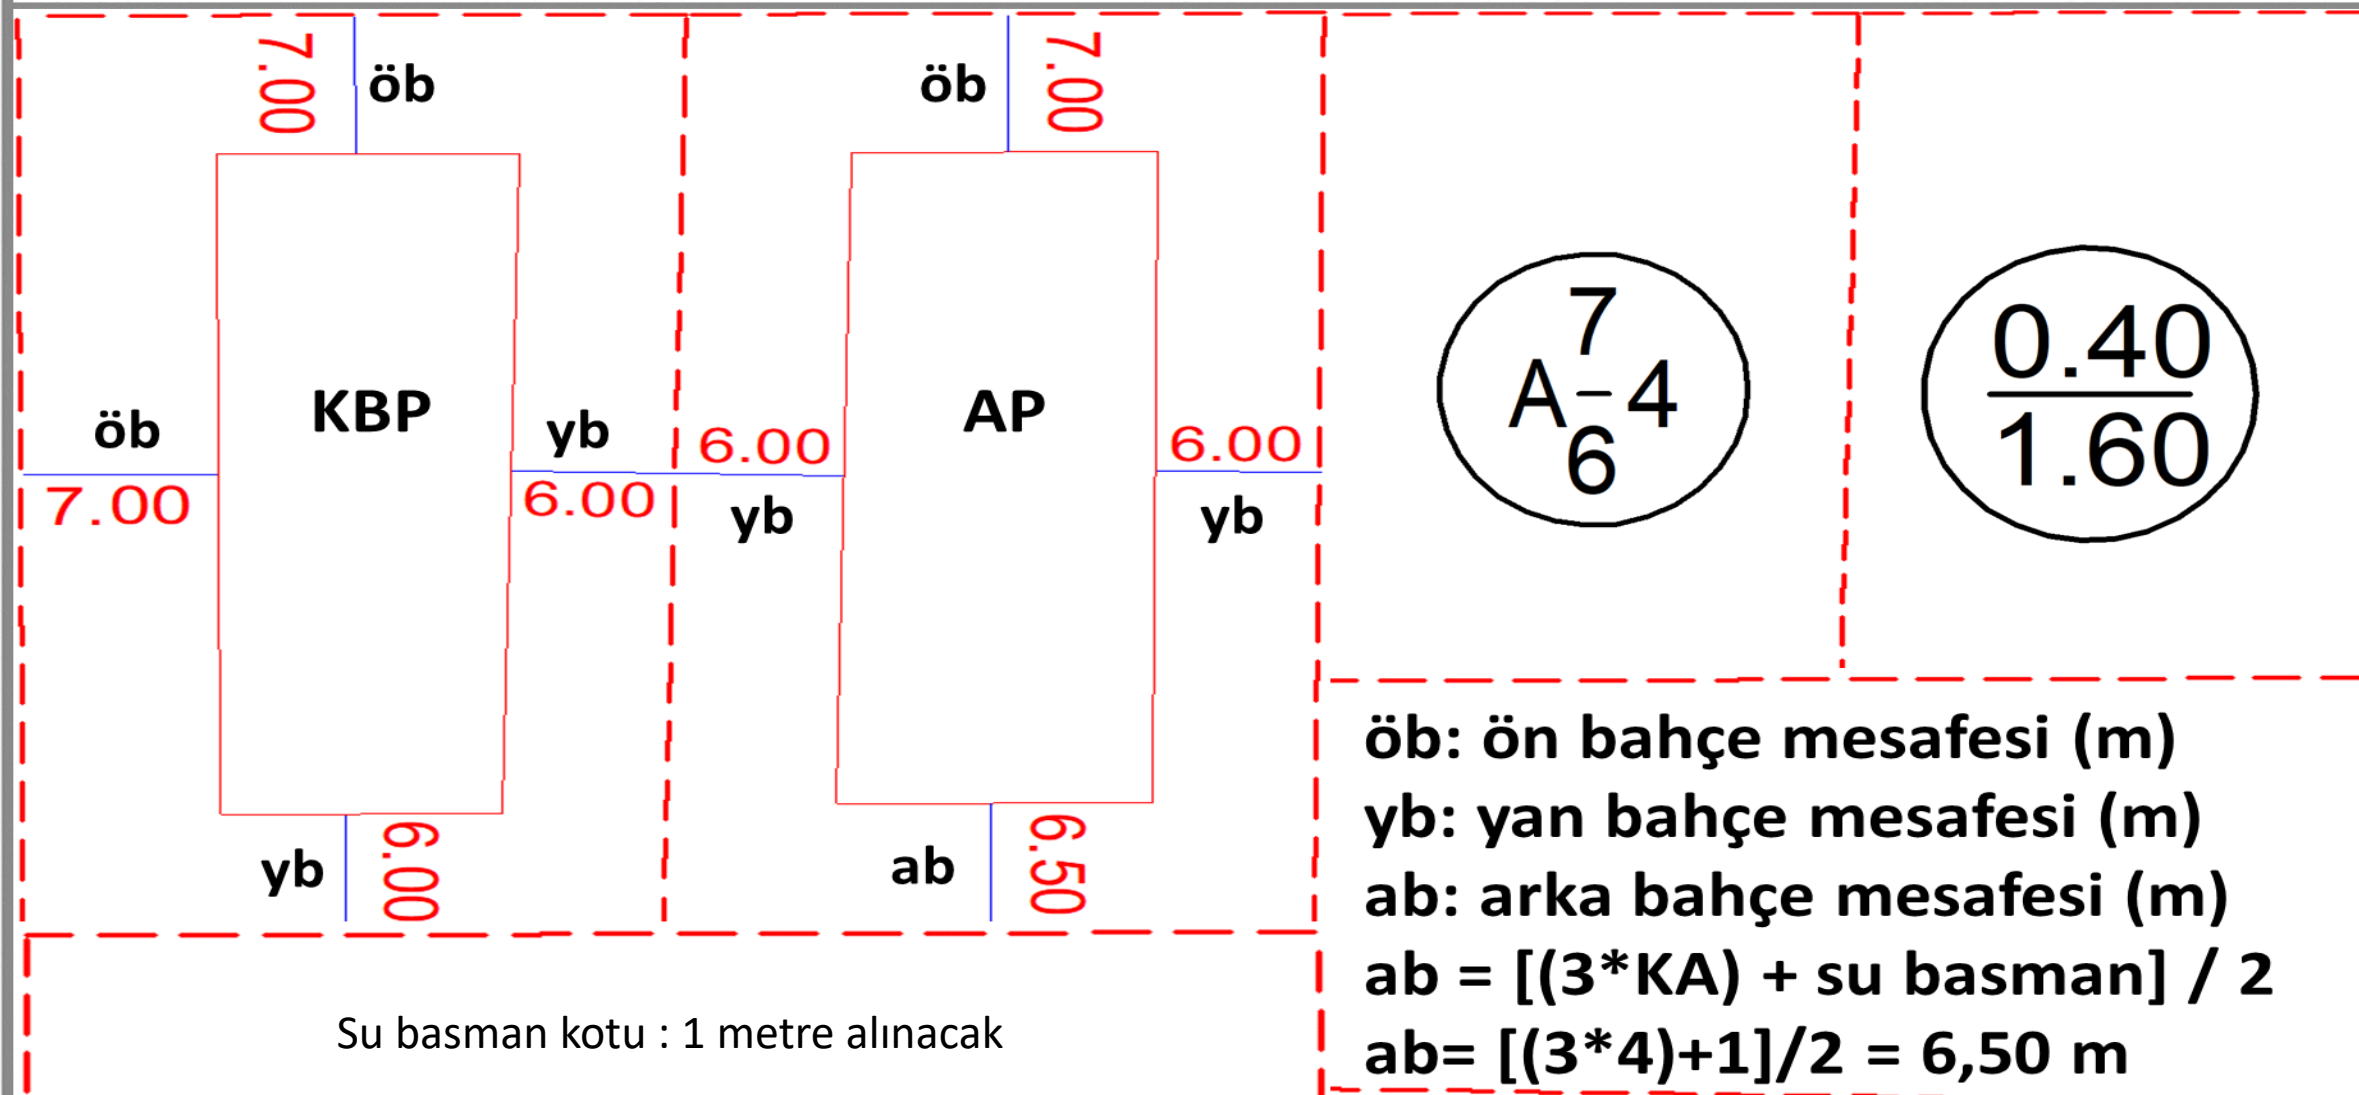 7.00
öb
öb
7.00
KBP
öb
7.00
yb
6.00
6.00
yb
AP
6.00
yb
yb
6.00
ab
6.50
7
A-4
6
0.40
1.60
öb: ön bahçe mesafesi (m)
yb: yan bahçe mesafesi (m)
ab: arka bahçe mesafesi (m)
ab = [(3*KA) + su basman] / 2
ab= [(3*4)+1]/2 = 6,50 m
Su basman kotu : 1 metre alınacak